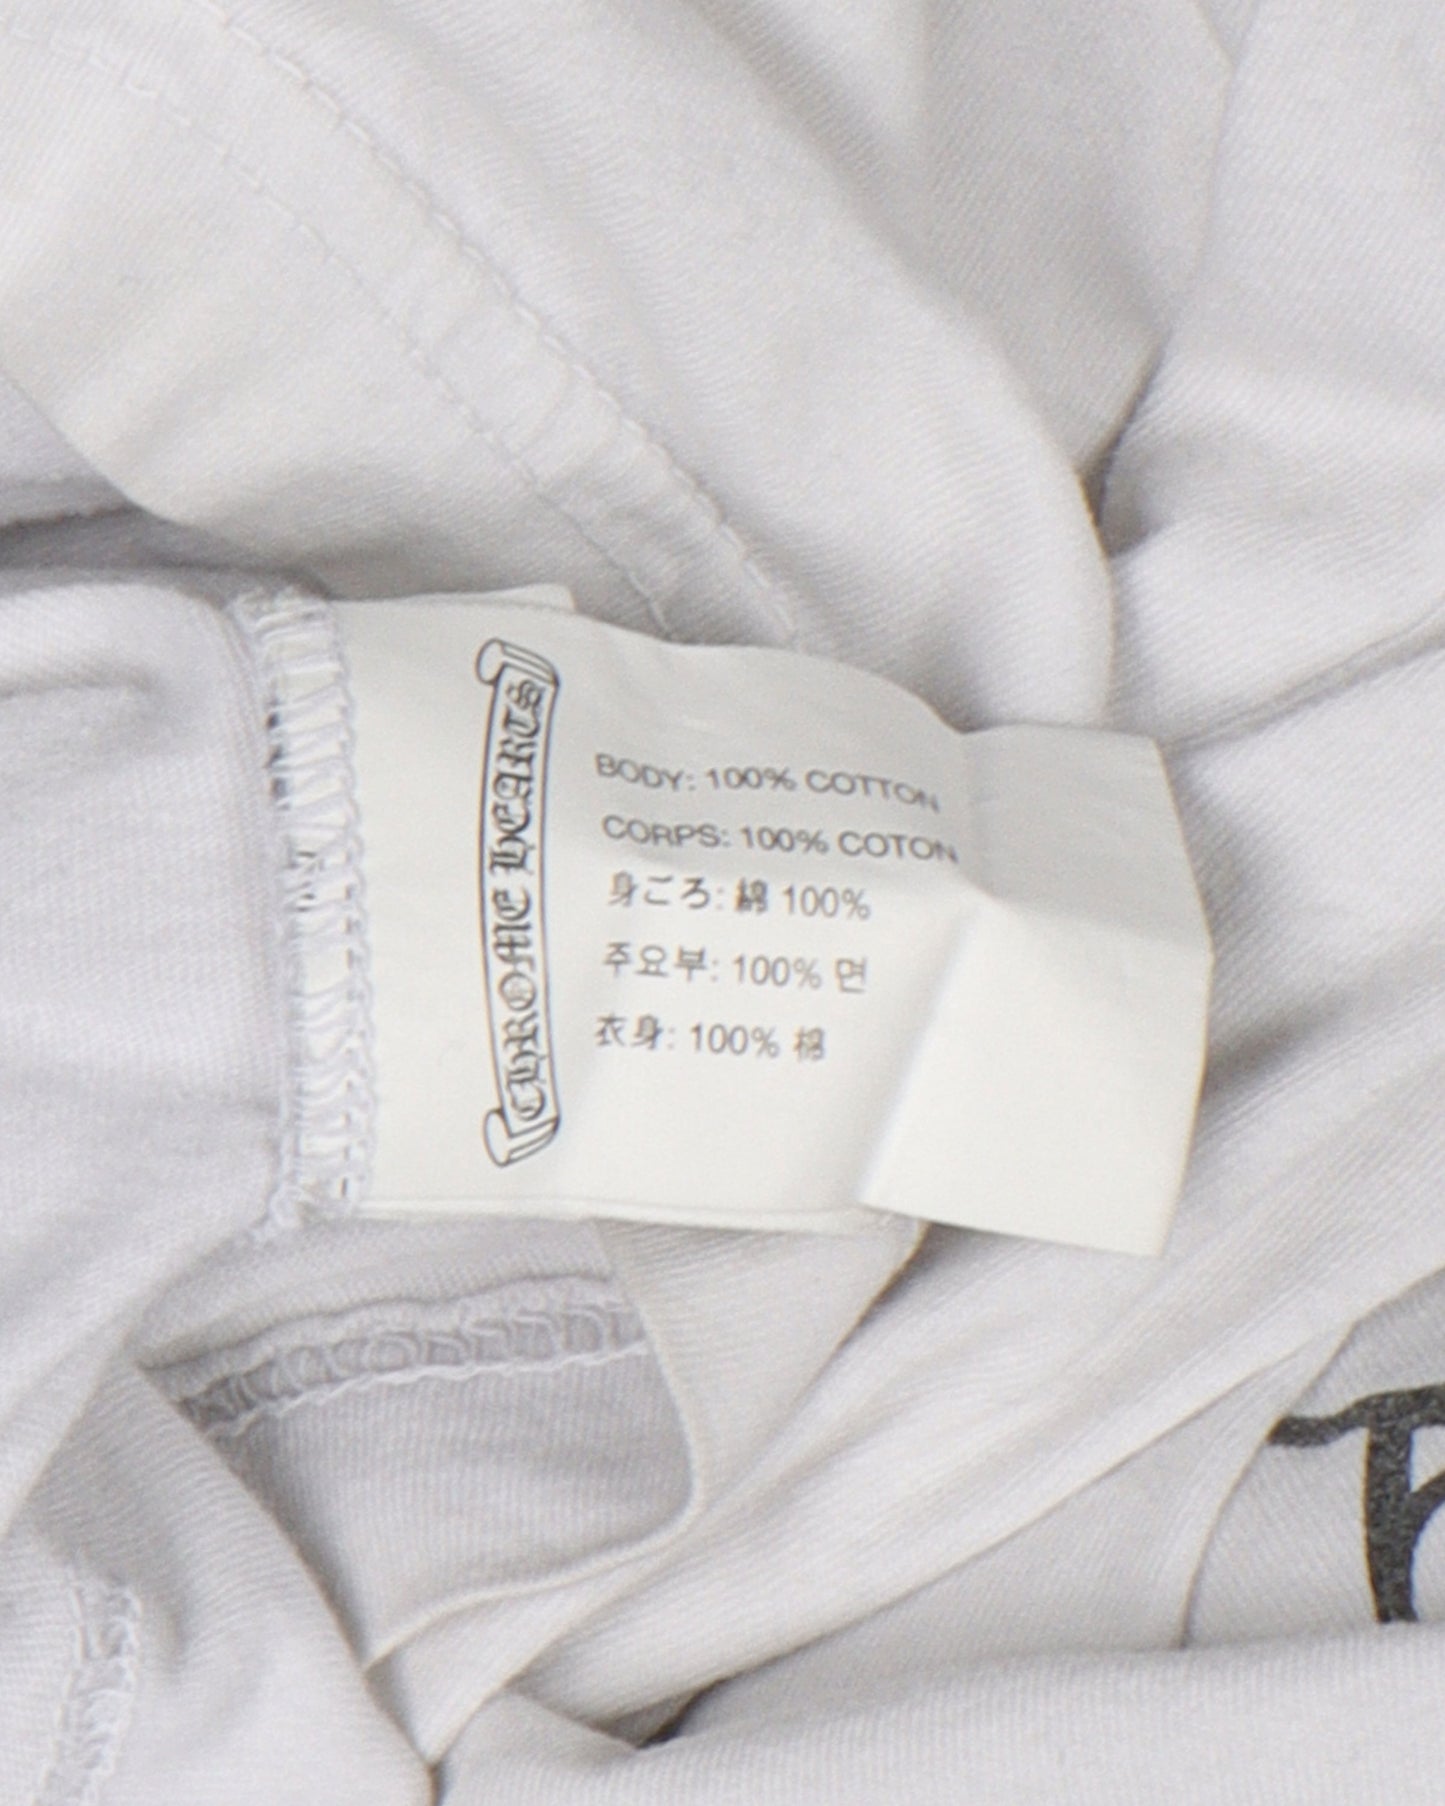 CHROME HEARTS
BODY: 100% COTTON
CORPS: 100% COTON
身ごろ: 綿 100%
주요부: 100% 면
衣身: 100% 棉